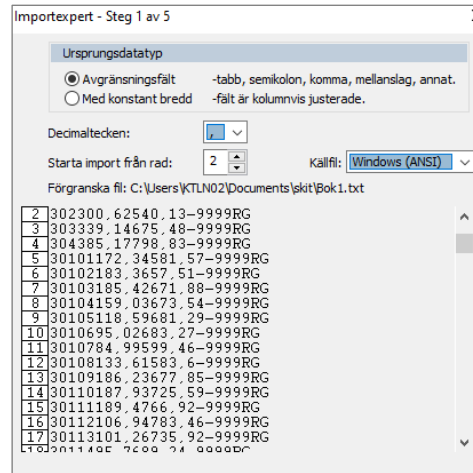 Importexpert - Steg 1 av 5
Ursprungsdatatyp
Avgränsningsfält -tabb, semikolon, komma, mellanslag, annat.
Med konstant bredd -fält är kolumnvis justerade.
Decimaltecken: ,
Starta import från rad: 2 Källfil: Windows (ANSI)
Förgranska fil: C:\Users\KTLN02\Documents\skit\Bok1.txt
2 302300,62540,13-9999RG
3 303339,14675,48-9999RG
4 304385,17798,83-9999RG
5 30101172,34581,57-9999RG
6 30102183,3657,51-9999RG
7 30103185,42671,88-9999RG
8 30104159,03673,54-9999RG
9 30105118,59681,29-9999RG
10 3010695,02683,27-9999RG
11 3010784,99599,46-9999RG
12 30108133,61583,6-9999RG
13 30109186,23677,85-9999RG
14 30110187,93725,59-9999RG
15 30111189,4766,92-9999RG
16 30112106,94783,46-9999RG
17 30113101,26735,92-9999RG